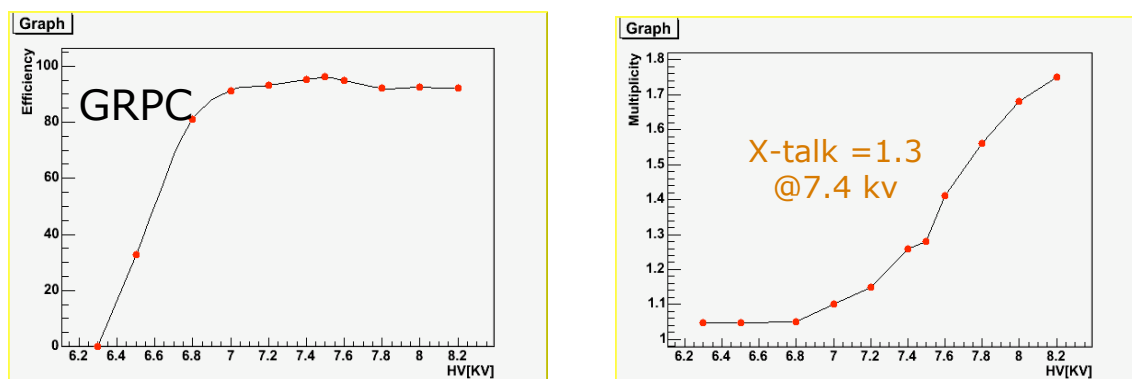 Graph
Efficiency
100
80
60
40
20
0
GRPC
6.2 6.4 6.6 6.8 7 7.2 7.4 7.6 7.8 8 8.2
HV[KV]
Graph
Multiplicity
1.8
1.7
1.6
1.5
1.4
1.3
1.2
1.1
1
X-talk =1.3
@7.4 kv
6.2 6.4 6.6 6.8 7 7.2 7.4 7.6 7.8 8 8.2
HV[KV]